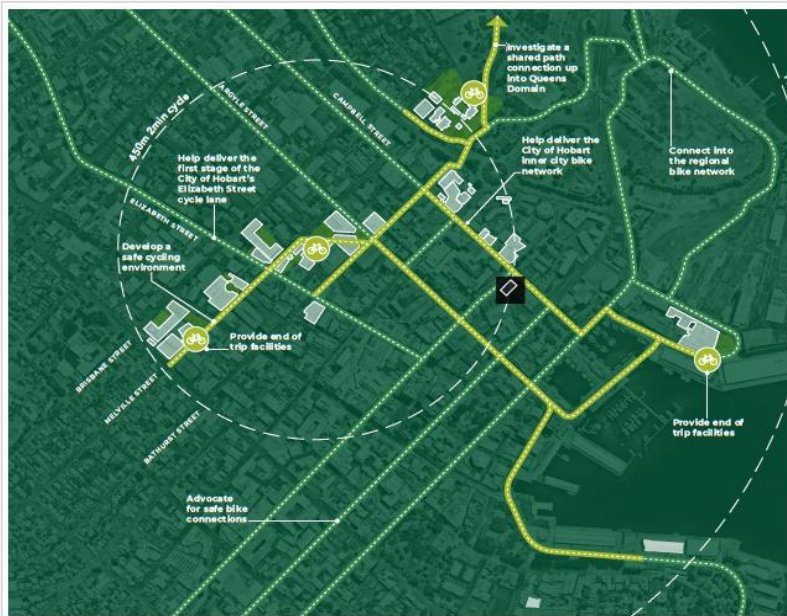 Investigate a
shared path
connection up
into Queens
Domain
450m 2min cycle
ARGYLE STREET
CAMPBELL STREET
Help deliver the
City of Hobart
inner city bike
network
Connect into
the regional
bike network
Help deliver the
first stage of the
City of Hobart's
Elizabeth Street
cycle lane
ELIZABETH STREET
Develop a
safe cycling
environment
Provide end of
trip facilities
BRISBANE STREET
MELVILLE STREET
BATHURST STREET
Provide end of
trip facilities
Advocate
for safe bike
connections